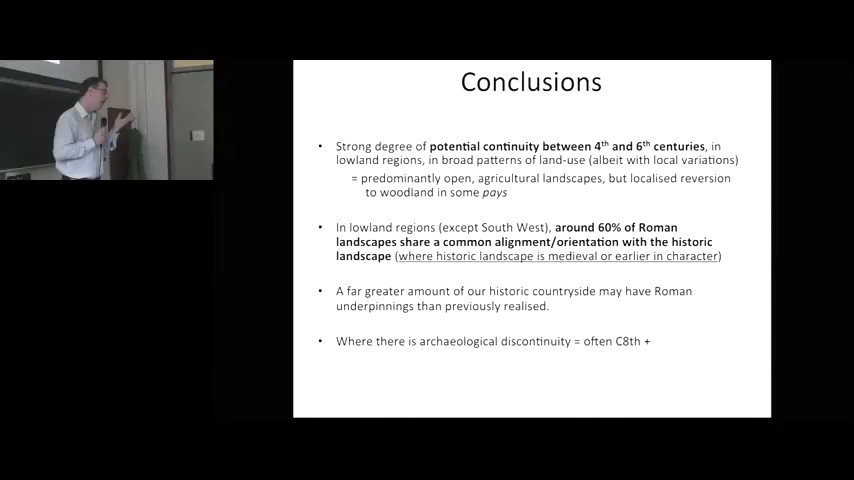 Conclusions
• Strong degree of potential continuity between 4th and 6th centuries, in
lowland regions, in broad patterns of land-use (albeit with local variations)
= predominantly open, agricultural landscapes, but localised reversion
to woodland in some pays
• In lowland regions (except South West), around 60% of Roman
landscapes share a common alignment/orientation with the historic
landscape (where historic landscape is medieval or earlier in character)
• A far greater amount of our historic countryside may have Roman
underpinnings than previously realised.
• Where there is archaeological discontinuity = often C8th +